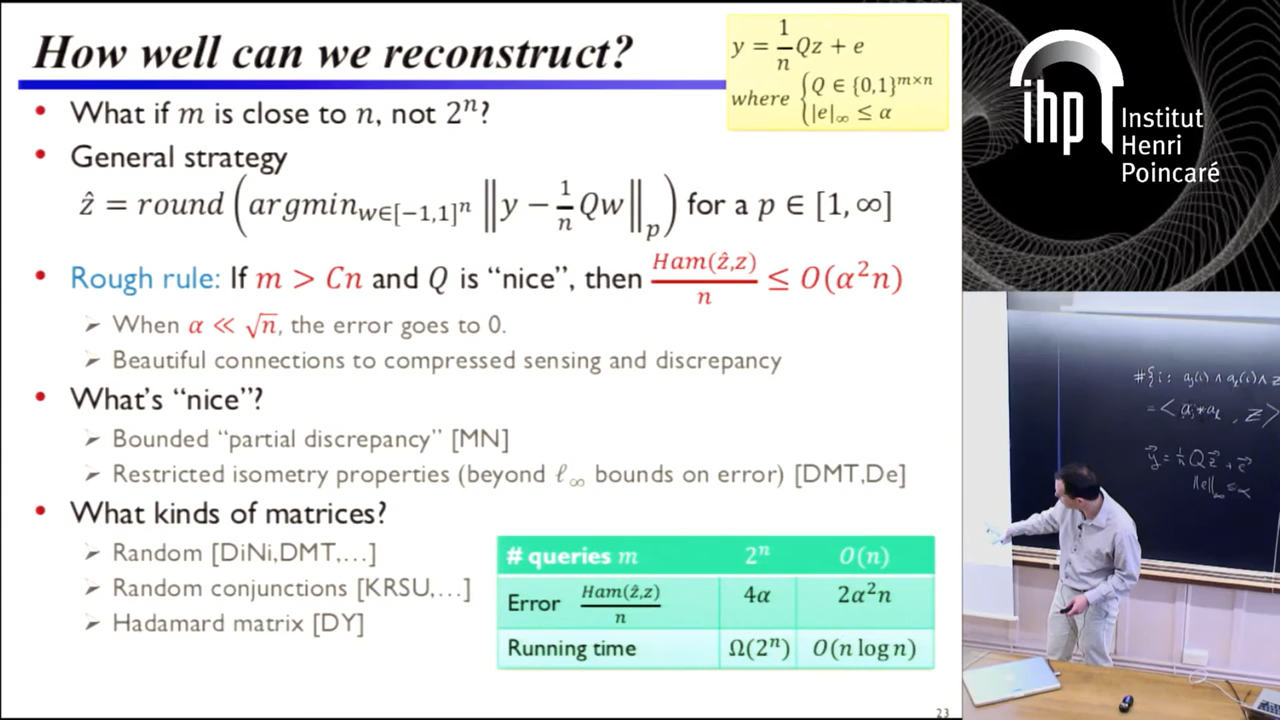 How well can we reconstruct?
y = 1/n Qz + e
where { Q ∈ {0,1}^{m×n}
|e|_∞ ≤ α
• What if m is close to n, not 2^n?
• General strategy
ẑ = round ( argmin_{w∈[-1,1]^n} ‖ y − 1/n Qw ‖_p ) for a p ∈ [1, ∞]
• Rough rule: If m > Cn and Q is “nice”, then Ham(ẑ,z)/n ≤ O(α²n)
➢ When α ≪ √n, the error goes to 0.
➢ Beautiful connections to compressed sensing and discrepancy
• What’s “nice”?
➢ Bounded “partial discrepancy” [MN]
➢ Restricted isometry properties (beyond ℓ_∞ bounds on error) [DMT,De]
• What kinds of matrices?
➢ Random [DiNi,DMT,…]
➢ Random conjunctions [KRSU,…]
➢ Hadamard matrix [DY]
# queries m 2^n O(n)
Error Ham(ẑ,z)/n 4α 2α²n
Running time Ω(2^n) O(n log n)
23
ihp
Institut
Henri
Poincaré
y = 1/n Qz + e
‖e‖_∞ ≤ α